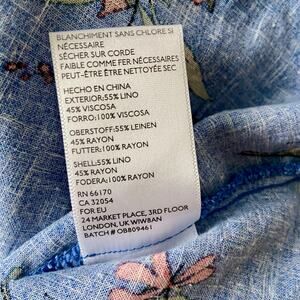 BLANCHIMENT SANS CHLORE SI
NÉCESSAIRE
SÉCHER SUR CORDE
FAIBLE COMME FER NÉCESSAIRE
PEUT-ÊTRE ÊTRE NETTOYÉE SEC
HECHO EN CHINA
EXTERIOR:55% LINO
45% VISCOSA
FORRO:100% VISCOSA
OBERSTOFF:55% LEINEN
45% RAYON
FUTTER:100% RAYON
SHELL:55% LINO
45% RAYON
FODERA:100% RAYON
RN 66170
CA 32054
FOR EU
24 MARKET PLACE, 3RD FLOOR
LONDON, UK W1W8AN
BATCH # OB809461